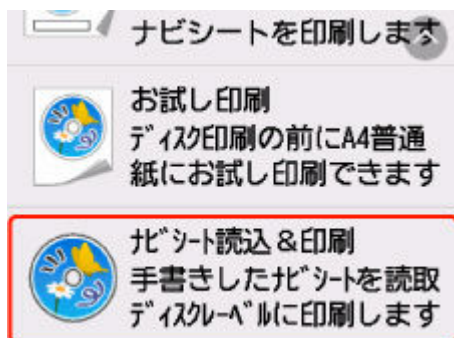 ナビシートを印刷します
お試し印刷
ﾃﾞｨｽｸ印刷の前にA4普通
紙にお試し印刷できます
ﾅﾋﾞｼｰﾄ読込＆印刷
手書きしたﾅﾋﾞｼｰﾄを読取
ﾃﾞｨｽｸﾚｰﾍﾞﾙに印刷します